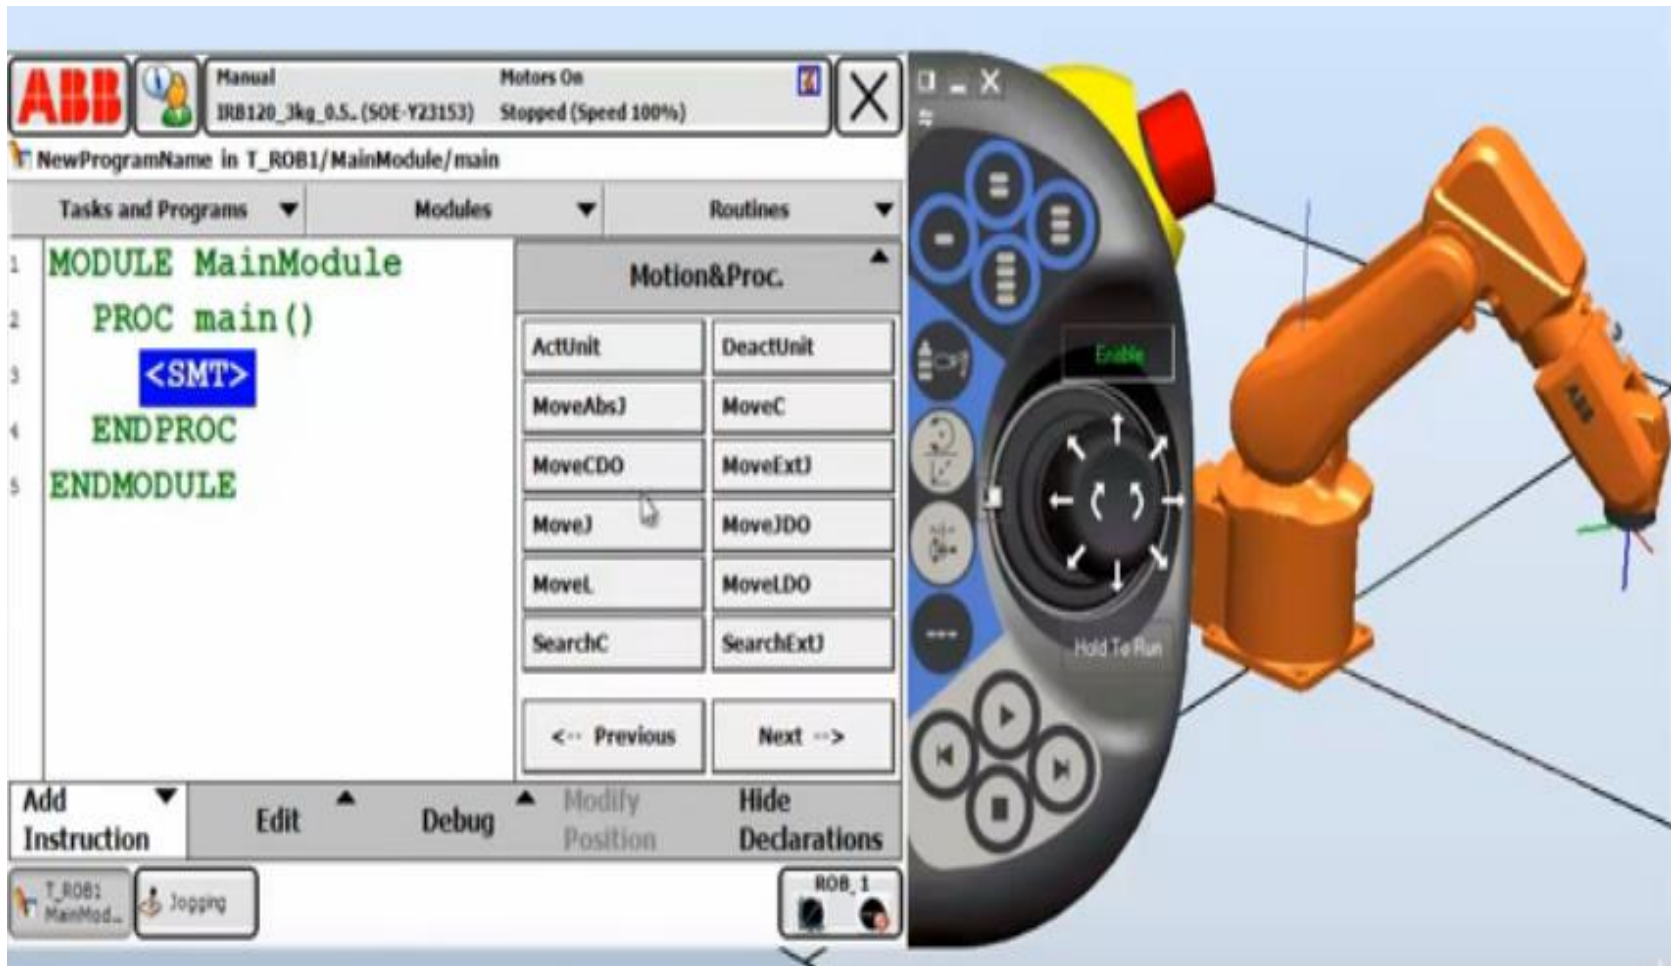 ABB
Manual
Motors On
IRB120_3kg_0.5.. (SOE-Y23153)
Stopped (Speed 100%)
NewProgramName in T_ROB1/MainModule/main
Tasks and Programs
Modules
Routines
1 MODULE MainModule
2 PROC main()
3 <SMT>
4 ENDPROC
5 ENDMODULE
Motion&Proc.
ActUnit
DeactUnit
MoveAbsJ
MoveC
MoveCDO
MoveExtJ
MoveJ
MoveJDO
MoveL
MoveLDO
SearchC
SearchExtJ
<-- Previous
Next -->
Add
Instruction
Edit
Debug
Modify
Position
Hide
Declarations
T_ROB1
MainMod...
Jogging
ROB_1
Enable
Hold To Run
ABB